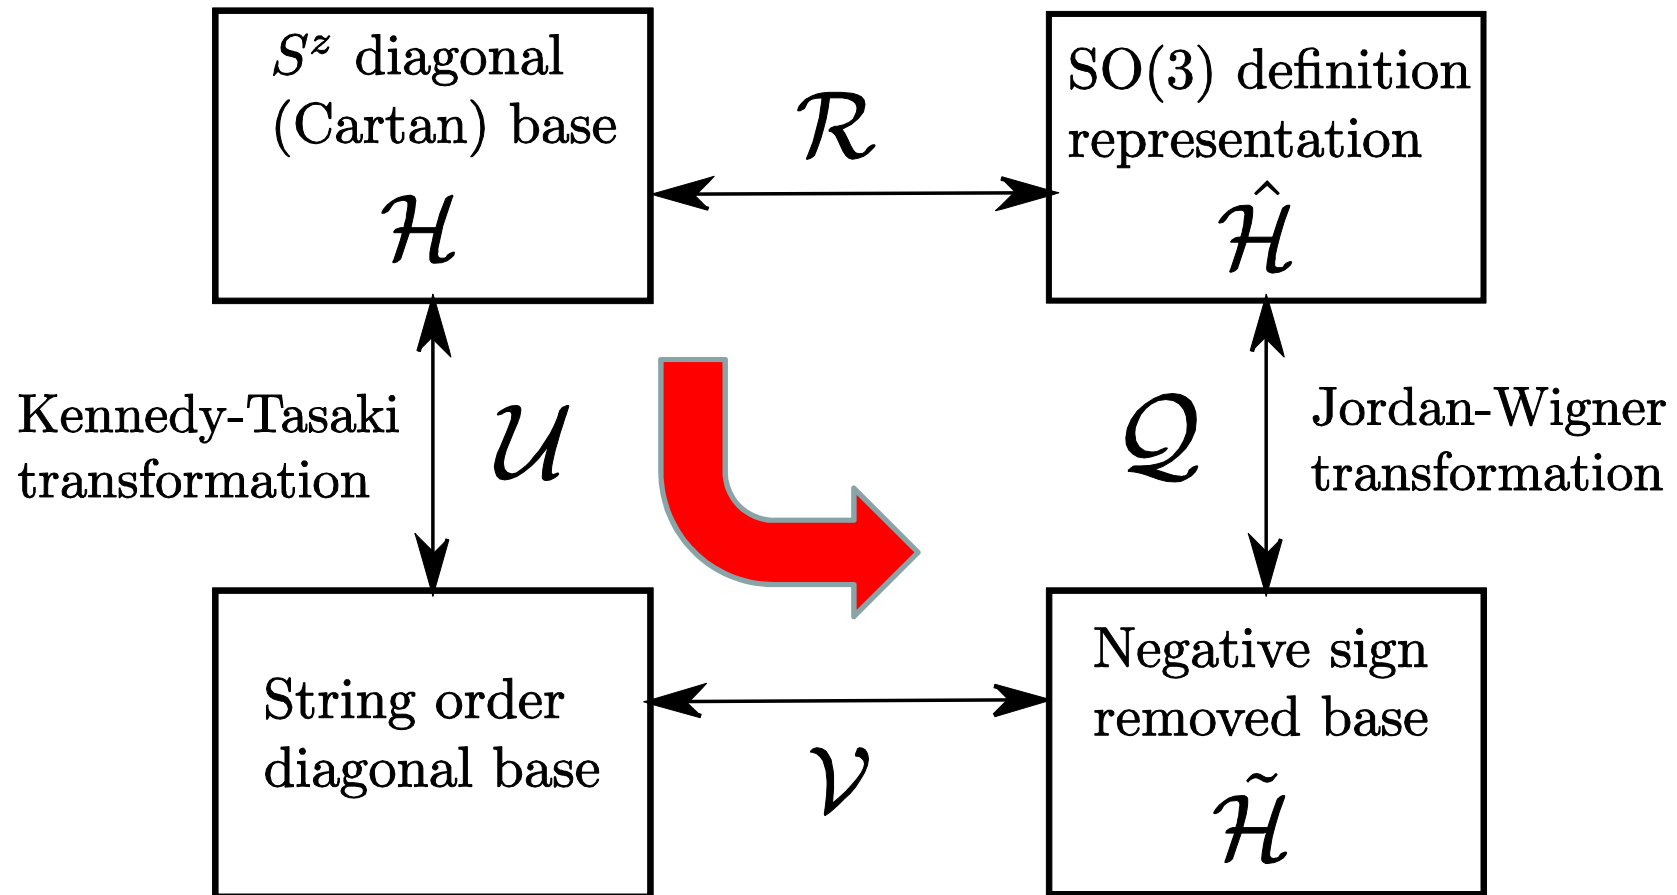 S^z diagonal
(Cartan) base
ℋ
ℛ
SO(3) definition
representation
ℋ̂
Kennedy-Tasaki
transformation
𝒰
𝒬
Jordan-Wigner
transformation
String order
diagonal base
𝒱
Negative sign
removed base
ℋ̃